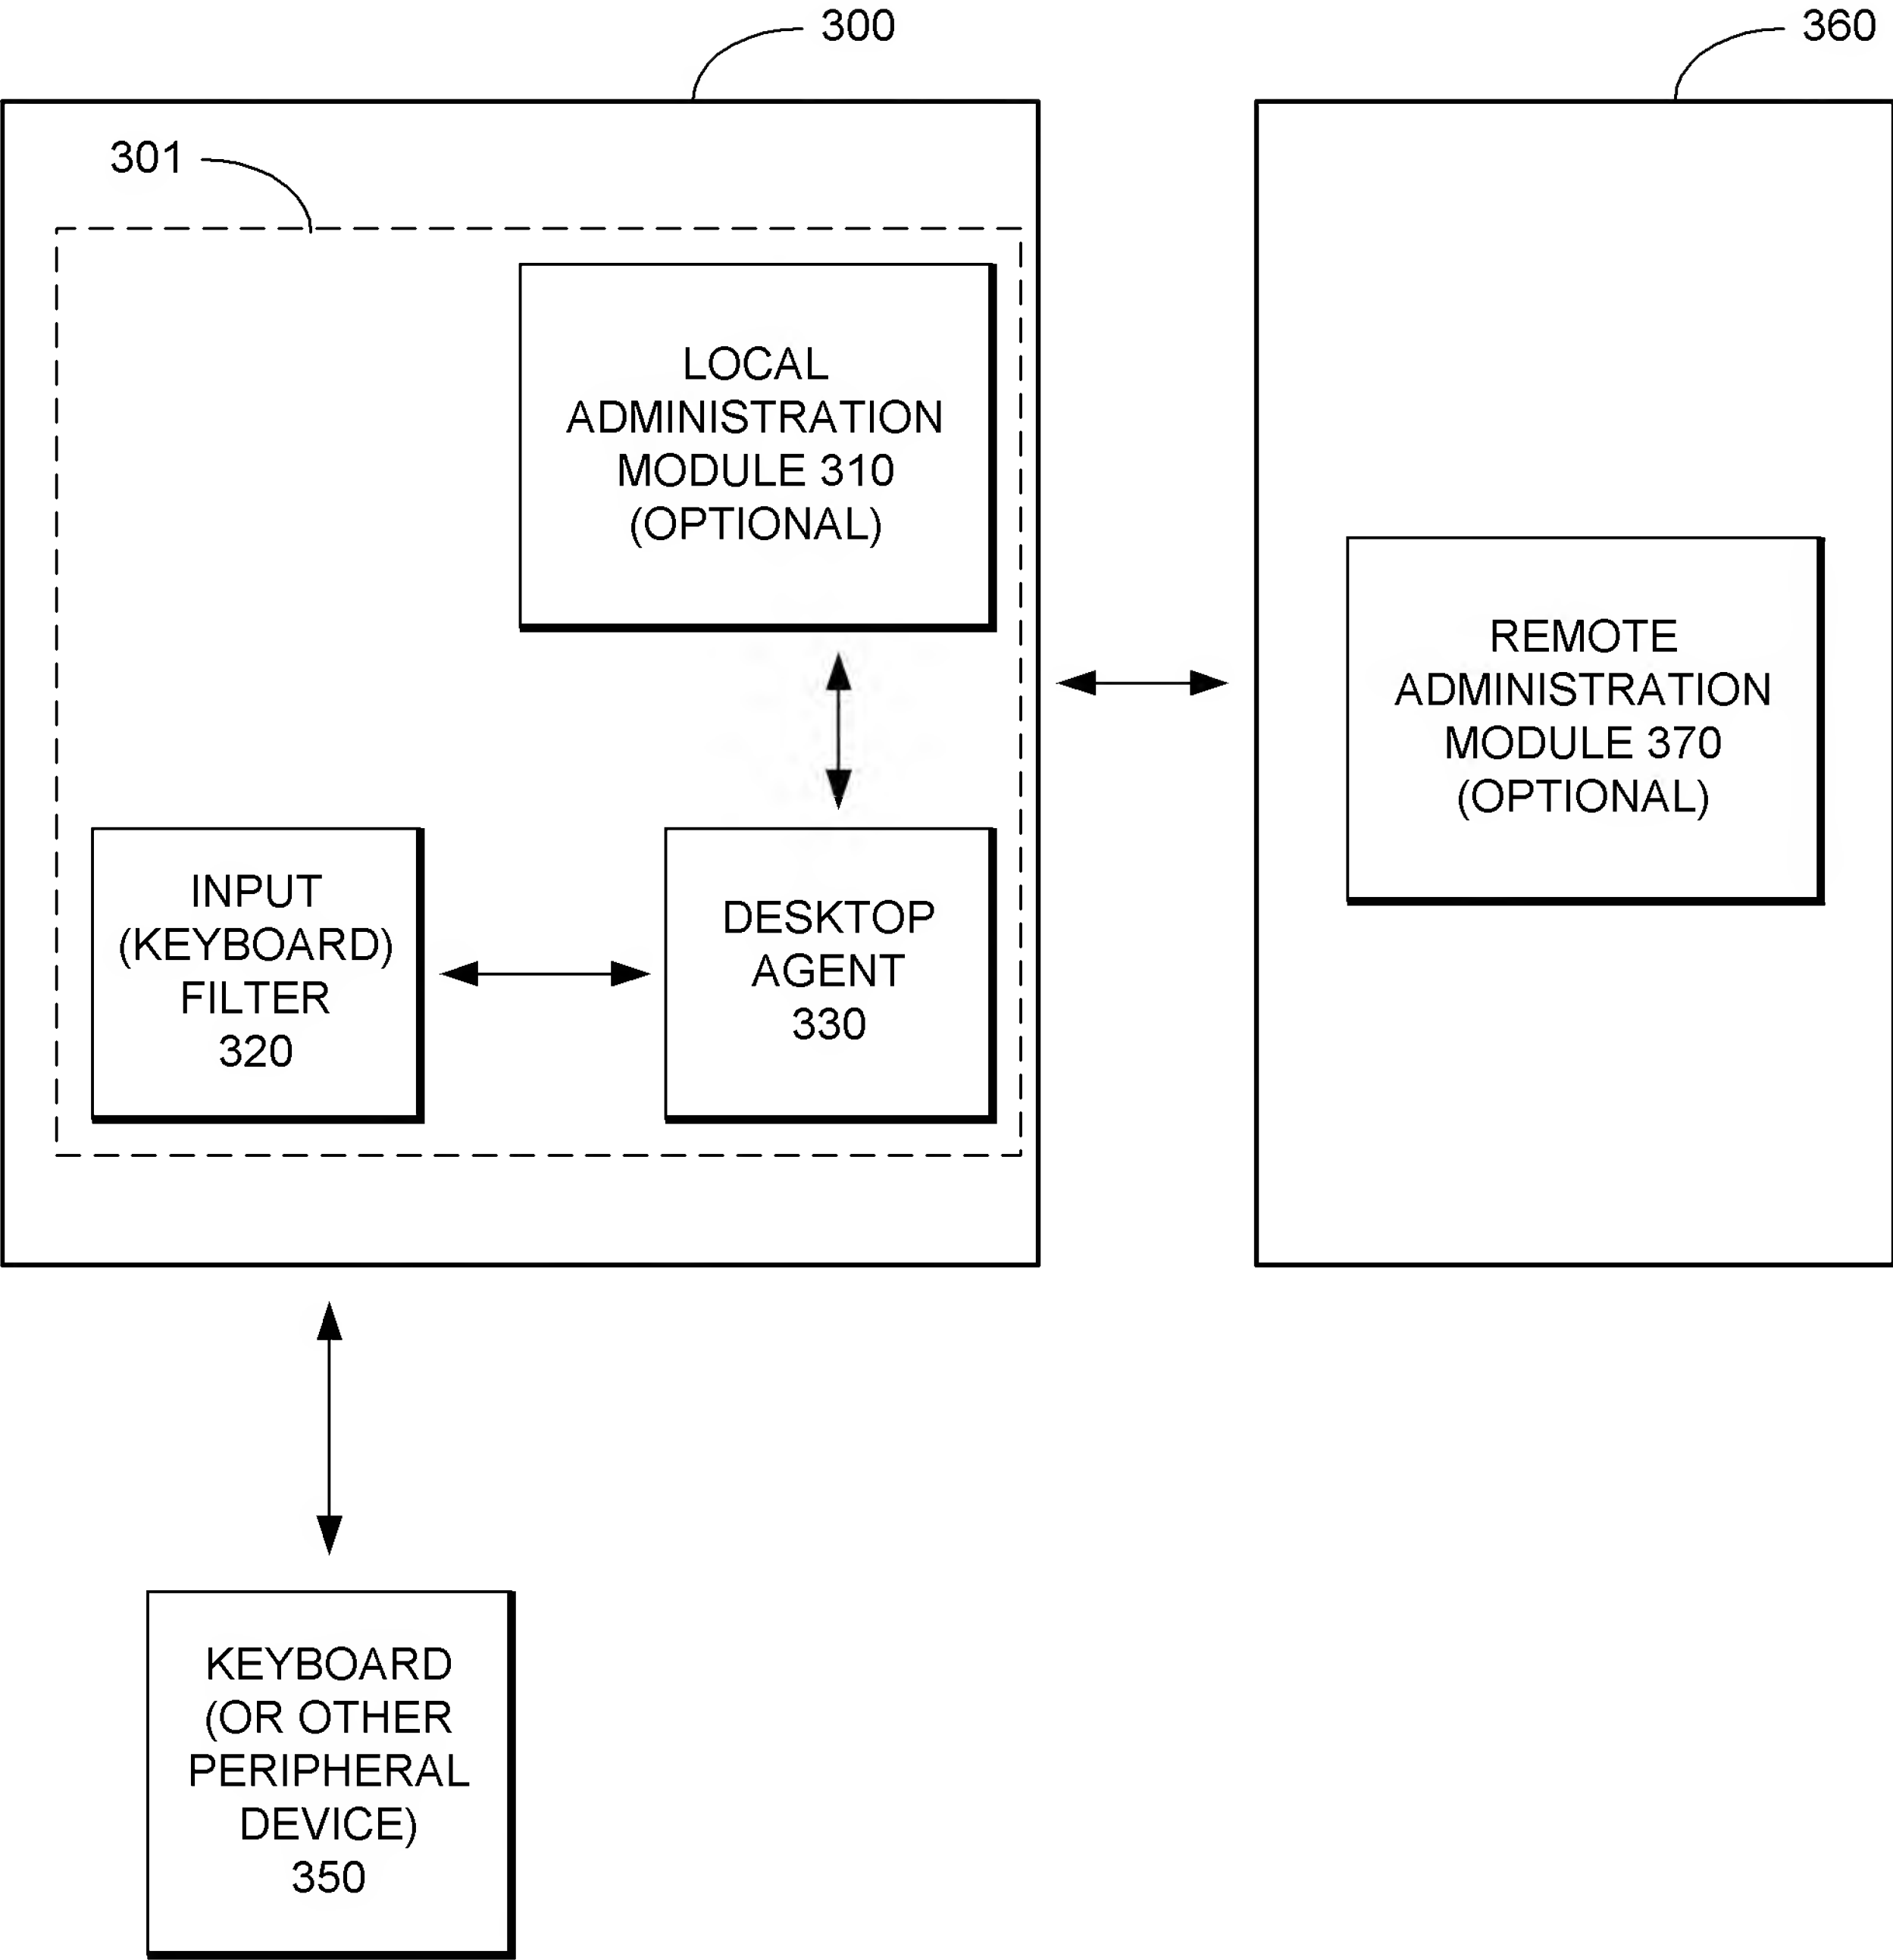 300
360
301
LOCAL
ADMINISTRATION
MODULE 310
(OPTIONAL)
REMOTE
ADMINISTRATION
MODULE 370
(OPTIONAL)
INPUT
(KEYBOARD)
FILTER
320
DESKTOP
AGENT
330
KEYBOARD
(OR OTHER
PERIPHERAL
DEVICE)
350